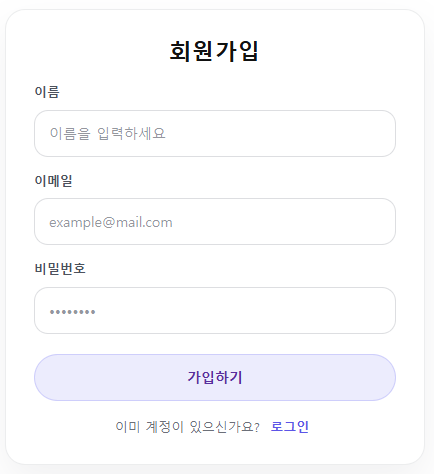 회원가입
이름
이름을 입력하세요
이메일
example@mail.com
비밀번호
••••••••
가입하기
이미 계정이 있으신가요? 로그인